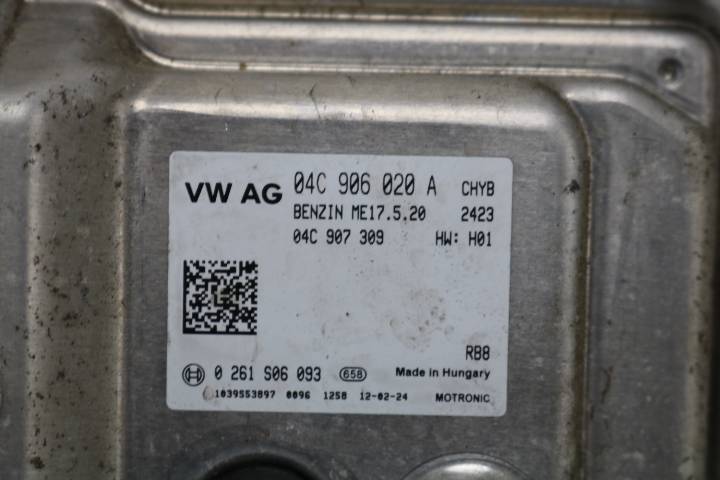 VW AG 04C 906 020 A CHYB
BENZIN ME17.5.20 2423
04C 907 309 HW: H01
RB8
0 261 S06 093 658 Made in Hungary
1039553897 0096 1258 12-02-24 MOTRONIC